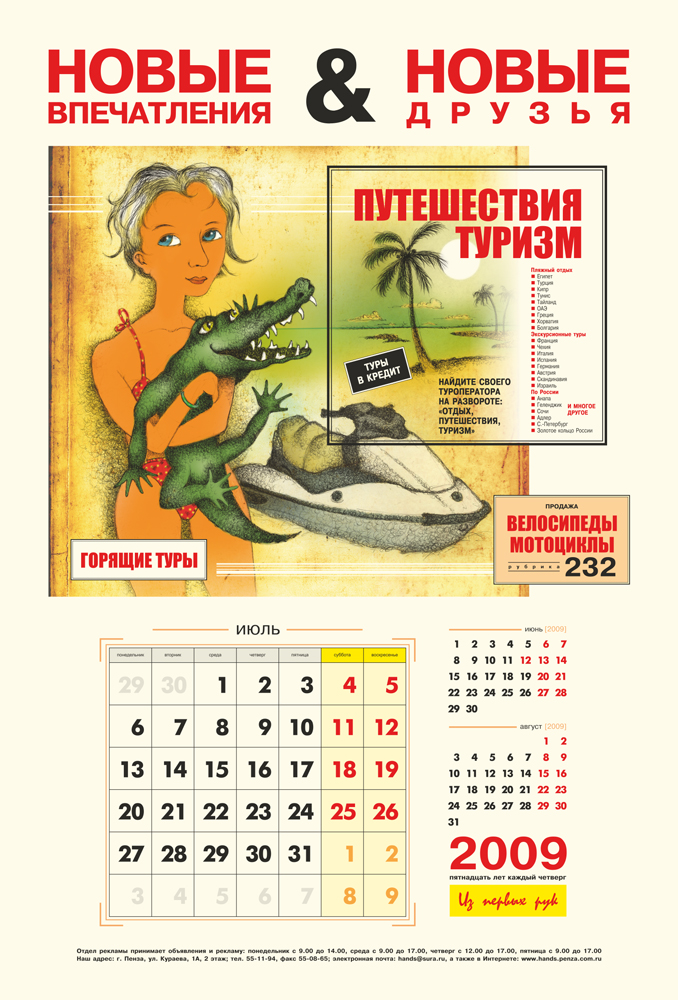 НОВЫЕ
ВПЕЧАТЛЕНИЯ
&
НОВЫЕ
ДРУЗЬЯ
ПУТЕШЕСТВИЯ
ТУРИЗМ
Пляжный отдых
Египет
Турция
Кипр
Тунис
Тайланд
ОАЭ
Греция
Хорватия
Болгария
Экскурсионные туры
Франция
Чехия
Италия
Испания
Германия
Австрия
Скандинавия
Израиль
По России
Анапа
Геленджик
Сочи
Адлер
С.-Петербург
Золотое кольцо России
И МНОГОЕ
ДРУГОЕ
ТУРЫ
В КРЕДИТ
НАЙДИТЕ СВОЕГО
ТУРОПЕРАТОРА
НА РАЗВОРОТЕ:
«ОТДЫХ,
ПУТЕШЕСТВИЯ,
ТУРИЗМ»
ПРОДАЖА
ВЕЛОСИПЕДЫ
МОТОЦИКЛЫ
рубрика 232
ГОРЯЩИЕ ТУРЫ
ИЮЛЬ
понедельник вторник среда четверг пятница суббота воскресенье
29 30 1 2 3 4 5
6 7 8 9 10 11 12
13 14 15 16 17 18 19
20 21 22 23 24 25 26
27 28 29 30 31 1 2
3 4 5 6 7 8 9
июнь [2009]
1 2 3 4 5 6 7
8 9 10 11 12 13 14
15 16 17 18 19 20 21
22 23 24 25 26 27 28
29 30
август [2009]
1 2
3 4 5 6 7 8 9
10 11 12 13 14 15 16
17 18 19 20 21 22 23
24 25 26 27 28 29 30
31
2009
пятнадцать лет каждый четверг
Из первых рук
Отдел рекламы принимает объявления и рекламу: понедельник с 9.00 до 14.00, среда с 9.00 до 17.00, четверг с 12.00 до 17.00, пятница с 9.00 до 17.00
Наш адрес: г. Пенза, ул. Кураева, 1А, 2 этаж; тел. 55-11-94, факс 55-08-65; электронная почта: hands@sura.ru, а также в Интернете: www.hands.penza.com.ru